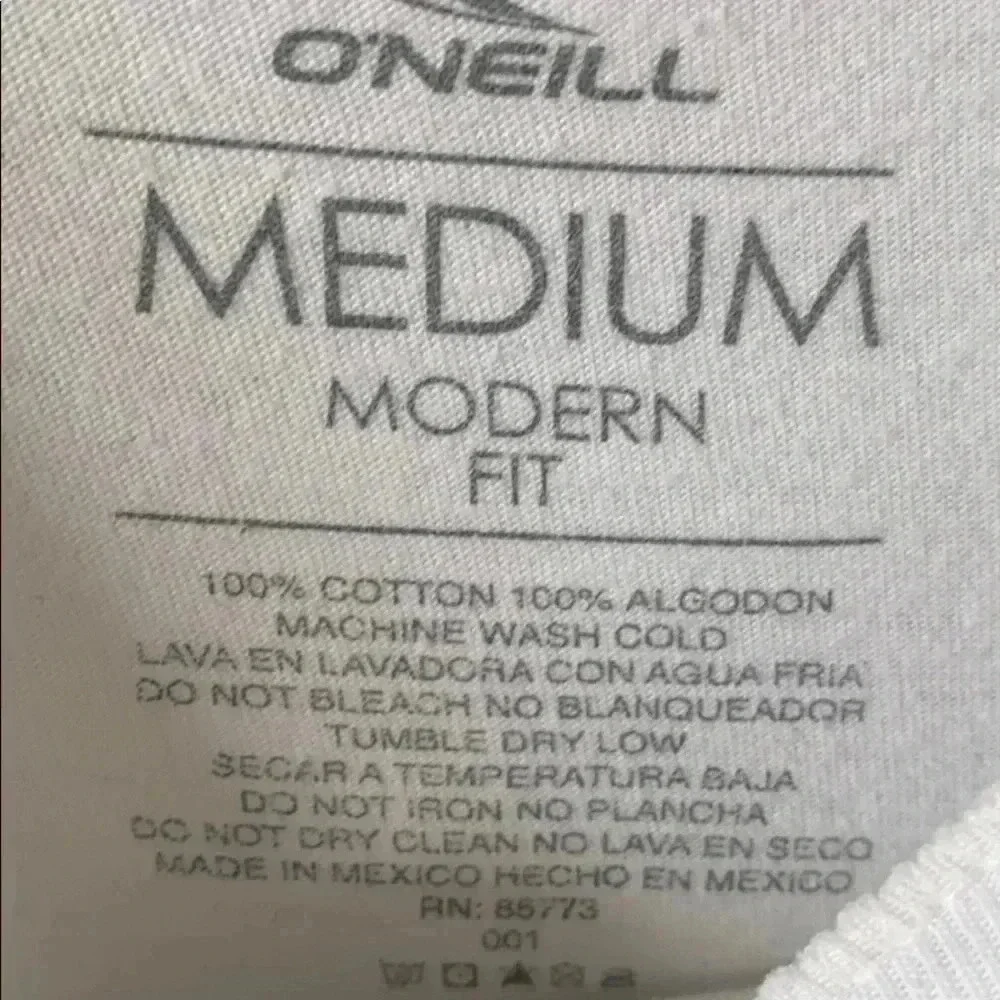 O'NEILL
MEDIUM
MODERN
FIT
100% COTTON 100% ALGODON
MACHINE WASH COLD
LAVA EN LAVADORA CON AGUA FRIA
DO NOT BLEACH NO BLANQUEADOR
TUMBLE DRY LOW
SECAR A TEMPERATURA BAJA
DO NOT IRON NO PLANCHA
DO NOT DRY CLEAN NO LAVA EN SECO
MADE IN MEXICO HECHO EN MEXICO
RN: 85773
001